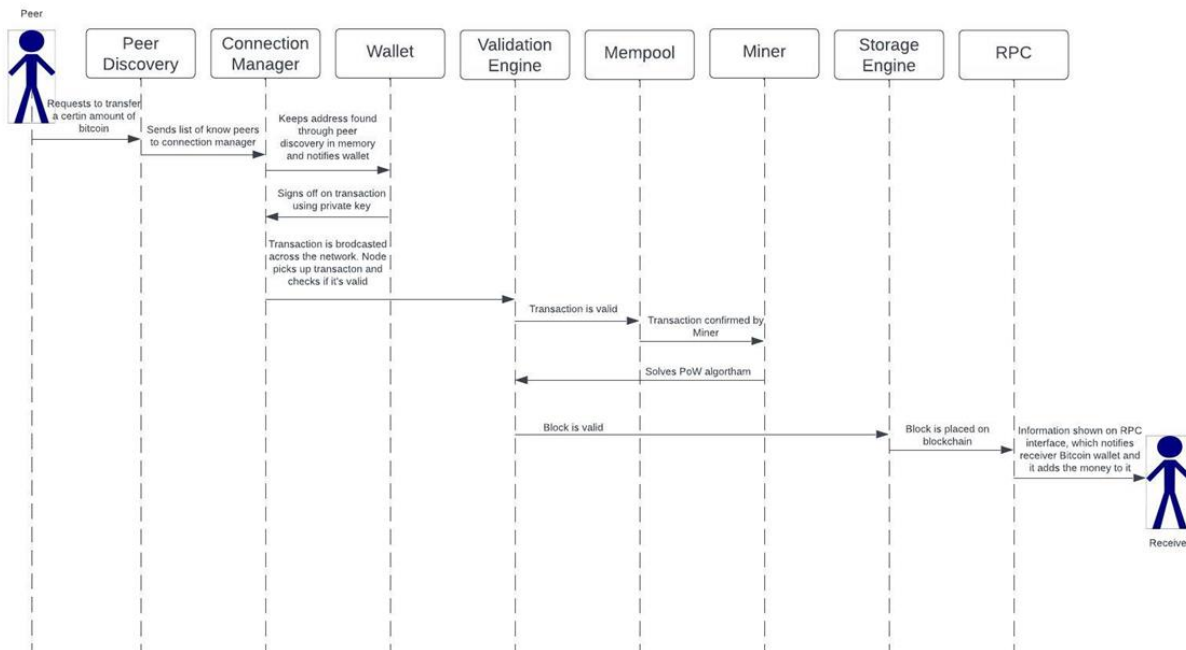 Peer
Peer
Discovery
Connection
Manager
Wallet
Validation
Engine
Mempool
Miner
Storage
Engine
RPC
Requests to transfer
a certin amount of
bitcoin
Sends list of know peers
to connection manager
Keeps address found
through peer
discovery in memory
and notifies wallet
Signs off on transaction
using private key
Transaction is brodcasted
across the network. Node
picks up transacton and
checks if it's valid
Transaction is valid
Transaction confirmed by
Miner
Solves PoW algortharn
Block is valid
Block is placed on
blockchain
Information shown on RPC
interface, which notifies
receiver Bitcoin wallet and
it adds the money to it
Receive